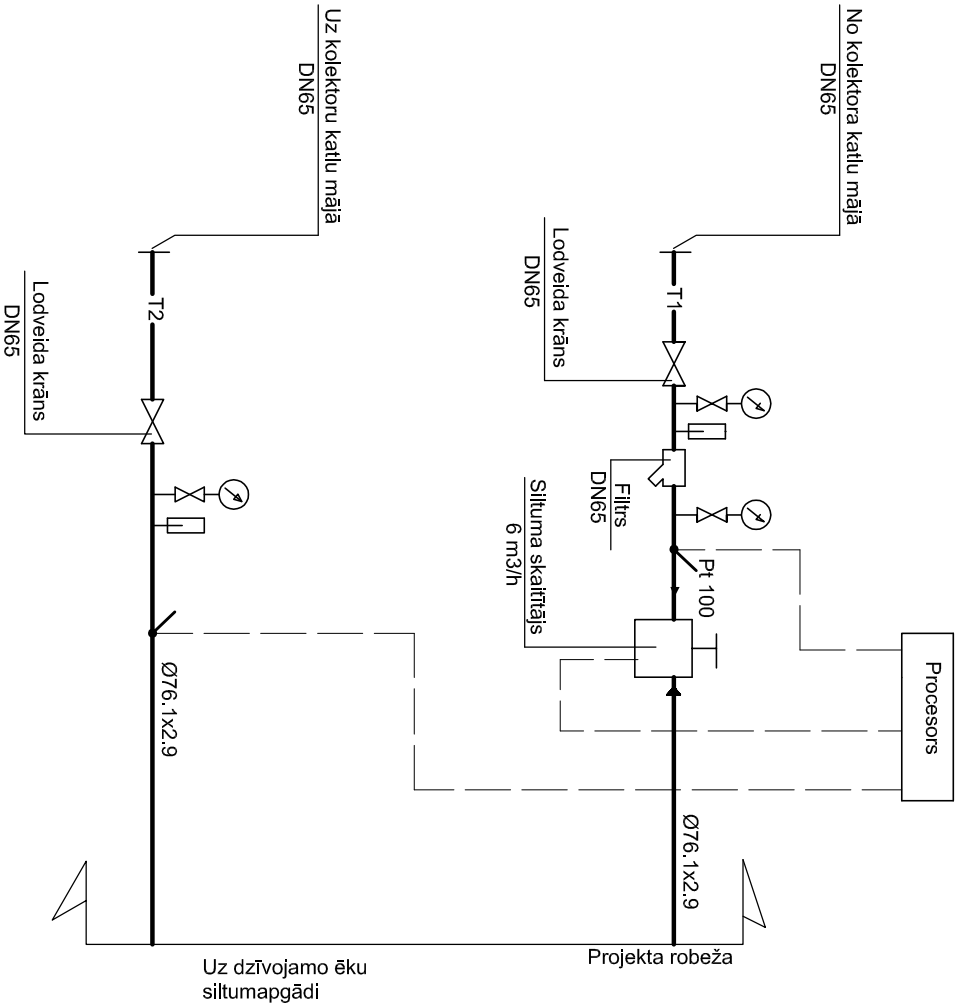 No kolektora katlu mājā
DN65
Uz kolektoru katlu mājā
DN65
Lodveida krāns
DN65
T1
Lodveida krāns
DN65
T2
Filtrs
DN65
Siltuma skaitītājs
6 m3/h
Pt 100
Procesors
Ø76.1x2.9
Ø76.1x2.9
Projekta robeža
Uz dzīvojamo ēku
siltumapgādi